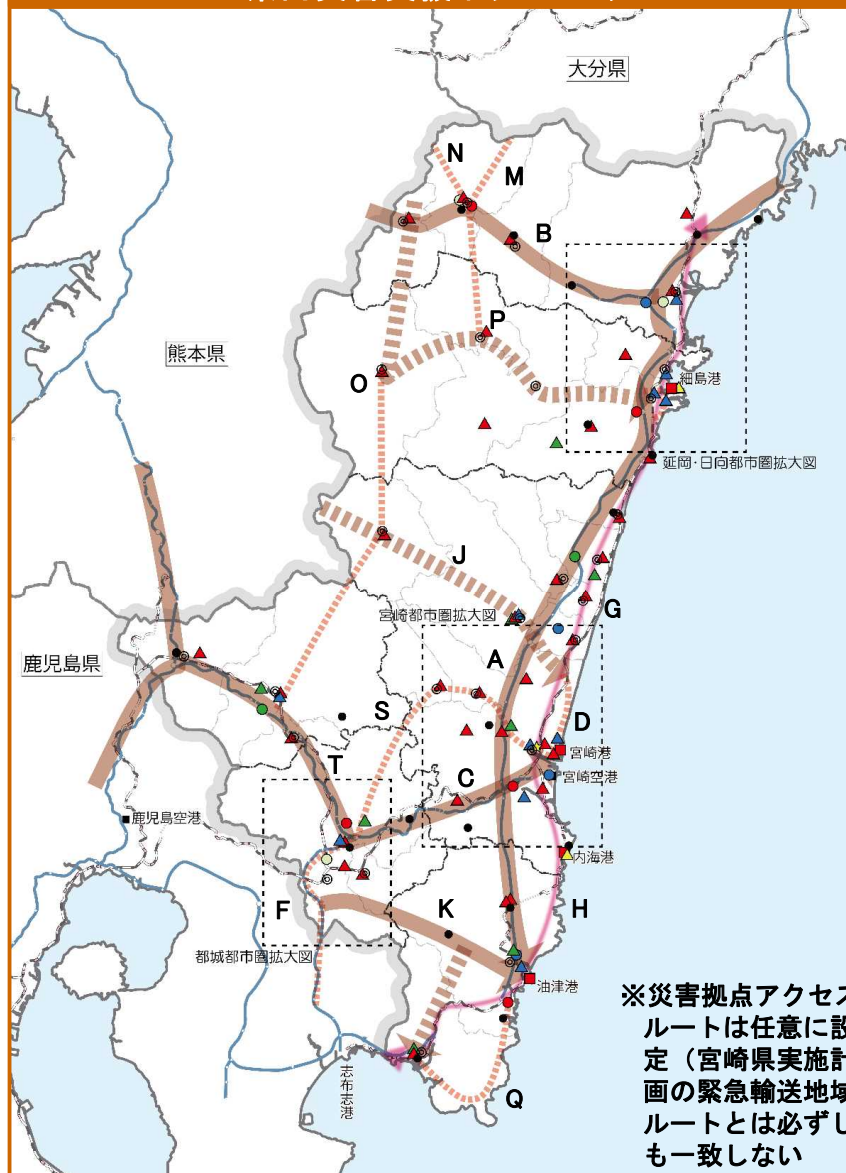 大分県
N
M
B
熊本県
P
O
細島港
延岡・日向都市圏拡大図
J
G
宮崎都市圏拡大図
A
鹿児島県
S
D
宮崎港
T
C
宮崎空港
鹿児島空港
内海港
F
K
H
都城都市圏拡大図
油津港
志布志港
Q
※災害拠点アクセス
ルートは任意に設
定（宮崎県実施計
画の緊急輸送地域
ルートとは必ずし
も一致しない